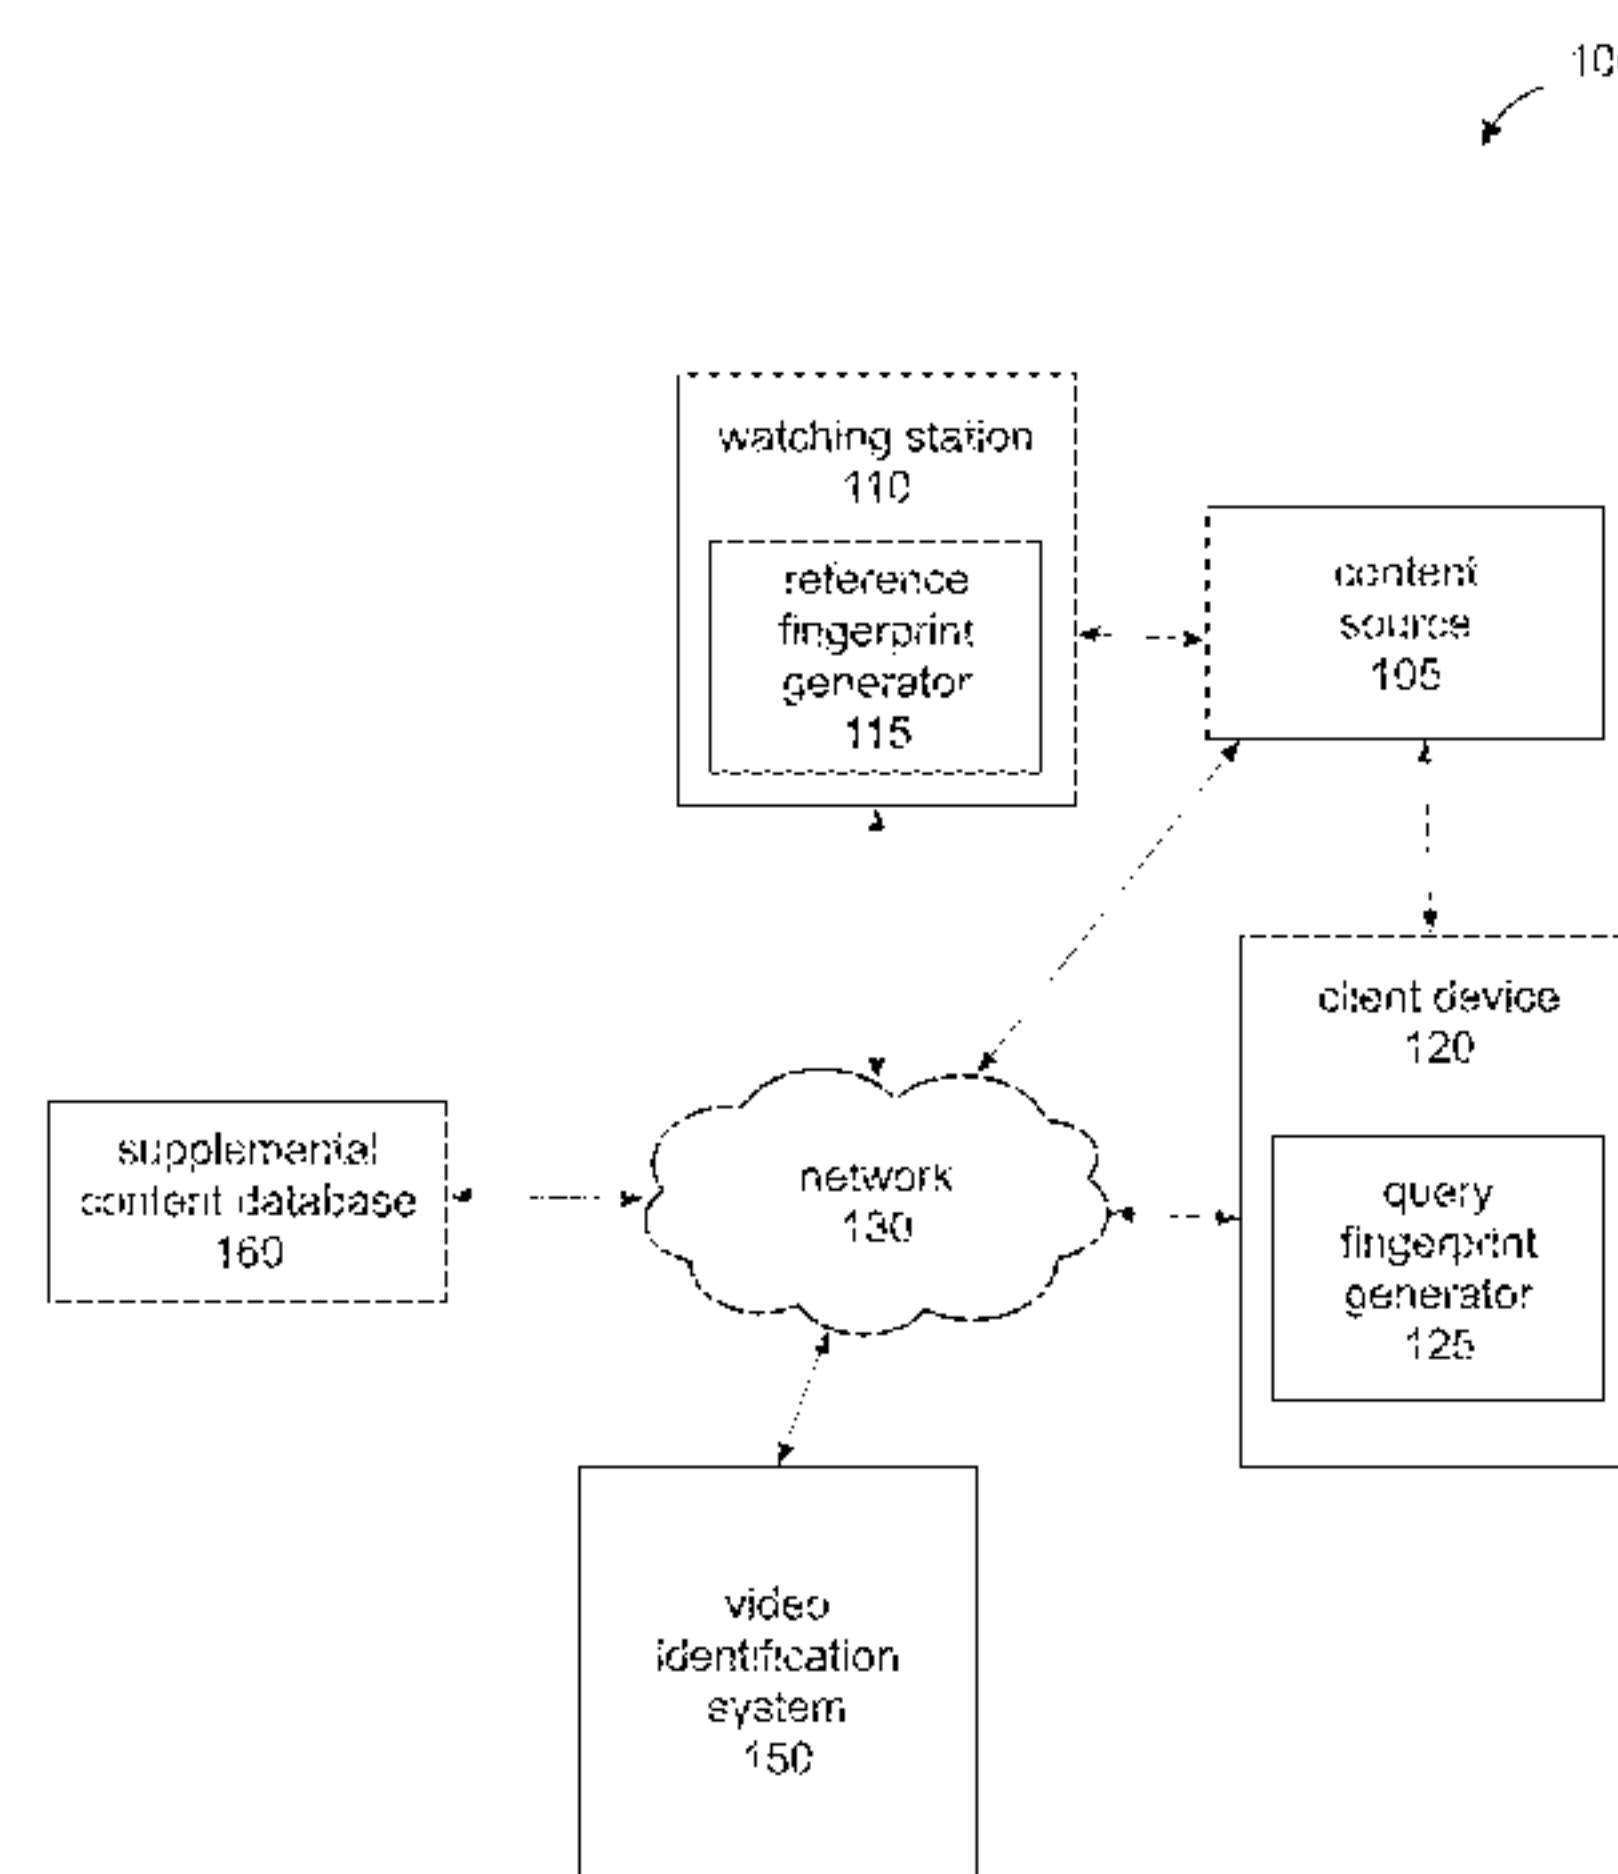 watching station
110
reference
fingerprint
generator
115
content
source
105
client device
120
query
fingerprint
generator
125
supplemental
content database
160
network
130
video
identification
system
150